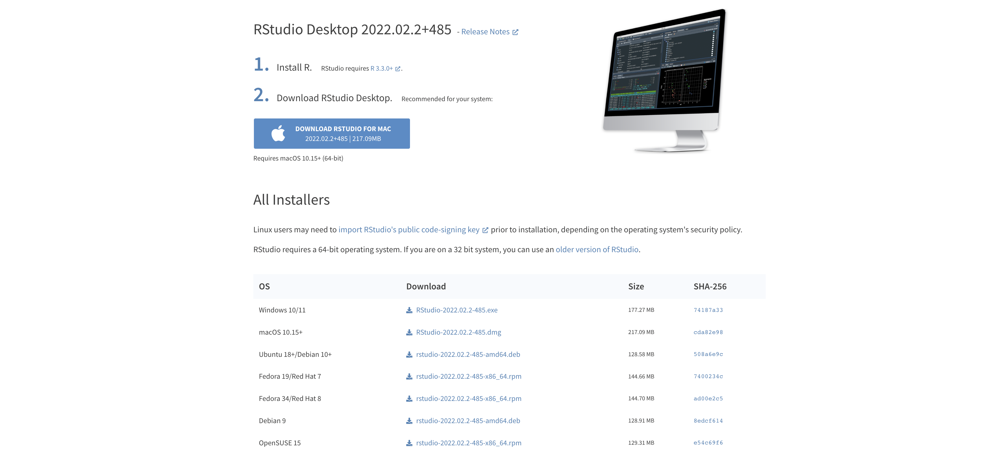 RStudio Desktop 2022.02.2+485 - Release Notes
1. Install R. RStudio requires R 3.3.0+.
2. Download RStudio Desktop. Recommended for your system:
DOWNLOAD RSTUDIO FOR MAC
2022.02.2+485 | 217.09MB
Requires macOS 10.15+ (64-bit)
All Installers
Linux users may need to import RStudio's public code-signing key prior to installation, depending on the operating system's security policy.
RStudio requires a 64-bit operating system. If you are on a 32 bit system, you can use an older version of RStudio.
OS Download Size SHA-256
Windows 10/11 RStudio-2022.02.2-485.exe 177.27 MB 74187a33
macOS 10.15+ RStudio-2022.02.2-485.dmg 217.09 MB cda82e98
Ubuntu 18+/Debian 10+ rstudio-2022.02.2-485-amd64.deb 128.58 MB 508a6e9c
Fedora 19/Red Hat 7 rstudio-2022.02.2-485-x86_64.rpm 144.66 MB 7400234c
Fedora 34/Red Hat 8 rstudio-2022.02.2-485-x86_64.rpm 144.70 MB ad00e2c5
Debian 9 rstudio-2022.02.2-485-amd64.deb 128.91 MB 8edcf614
OpenSUSE 15 rstudio-2022.02.2-485-x86_64.rpm 129.31 MB e54c69f6